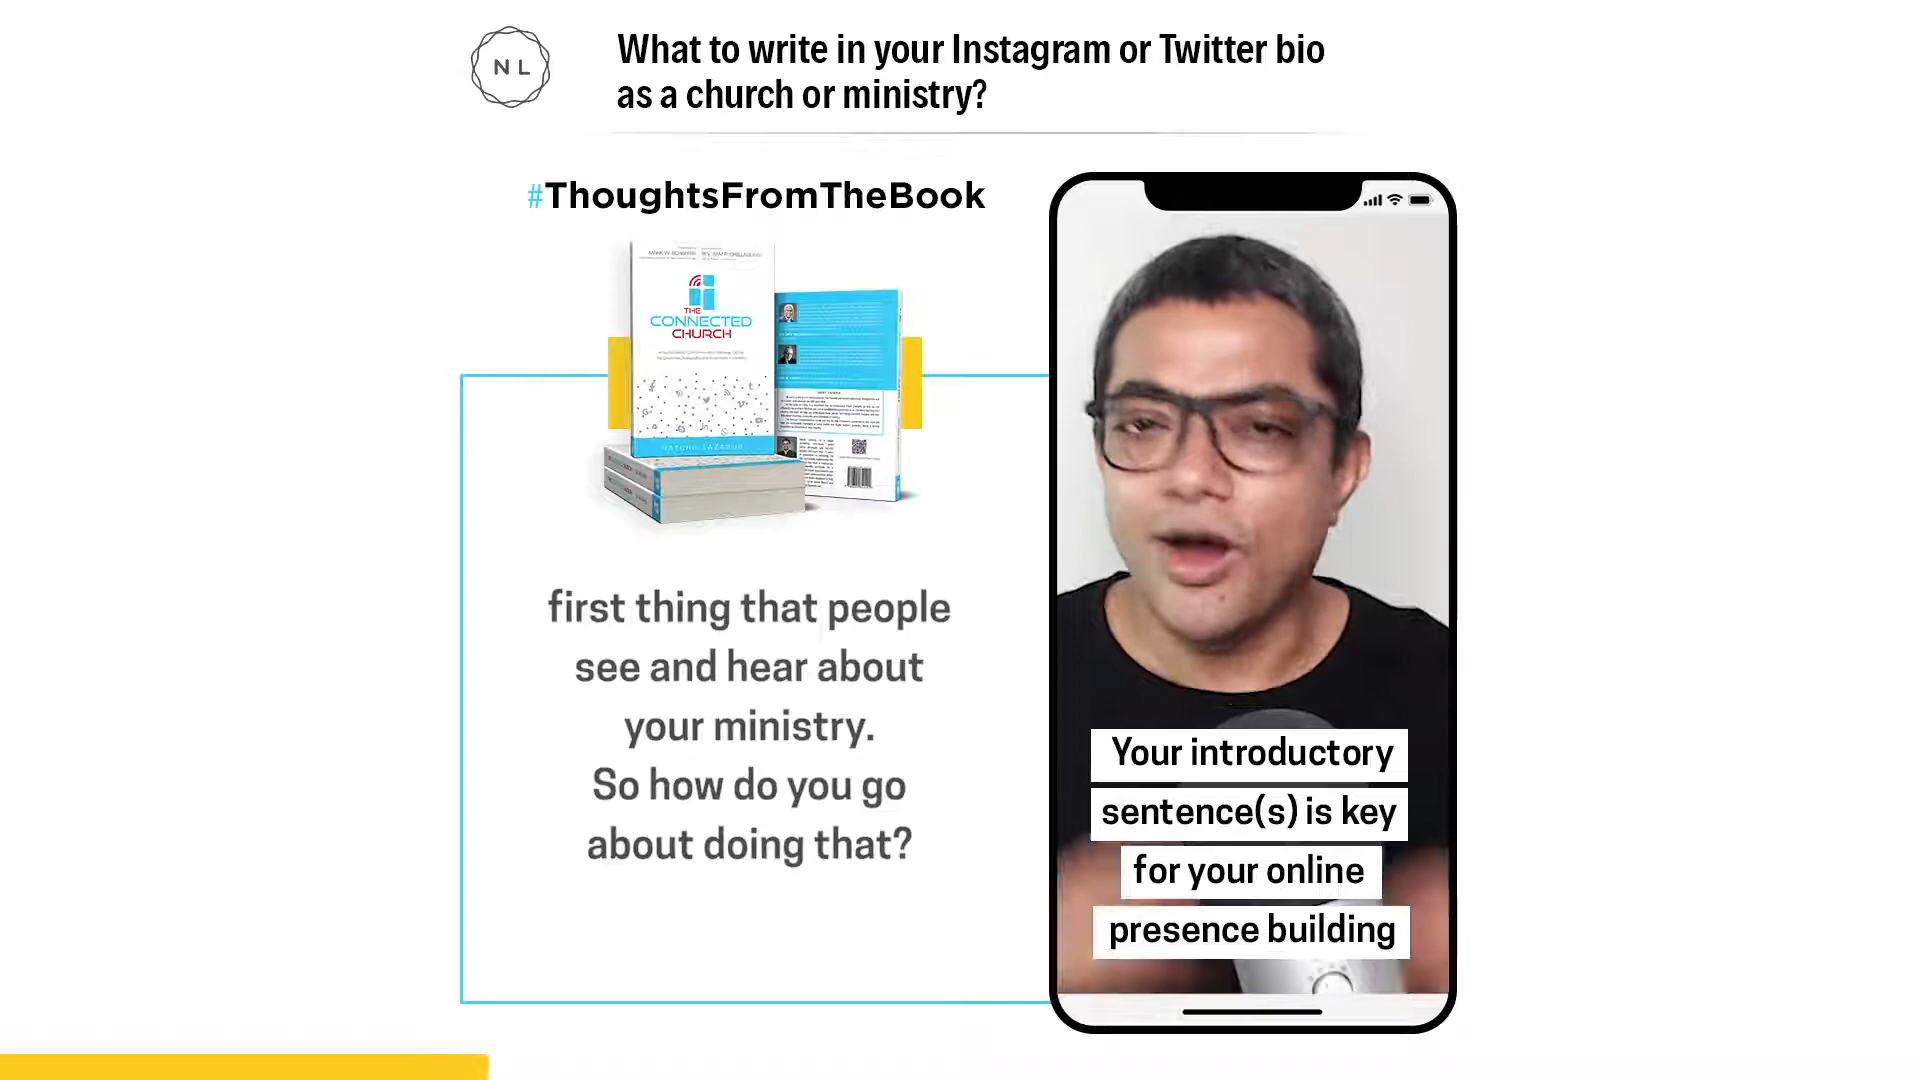 N L
What to write in your Instagram or Twitter bio
as a church or ministry?
#ThoughtsFromTheBook
MARK W. SCHAEFER
THE
CONNECTED
CHURCH
first thing that people
see and hear about
your ministry.
So how do you go
about doing that?
Your introductory
sentence(s) is key
for your online
presence building